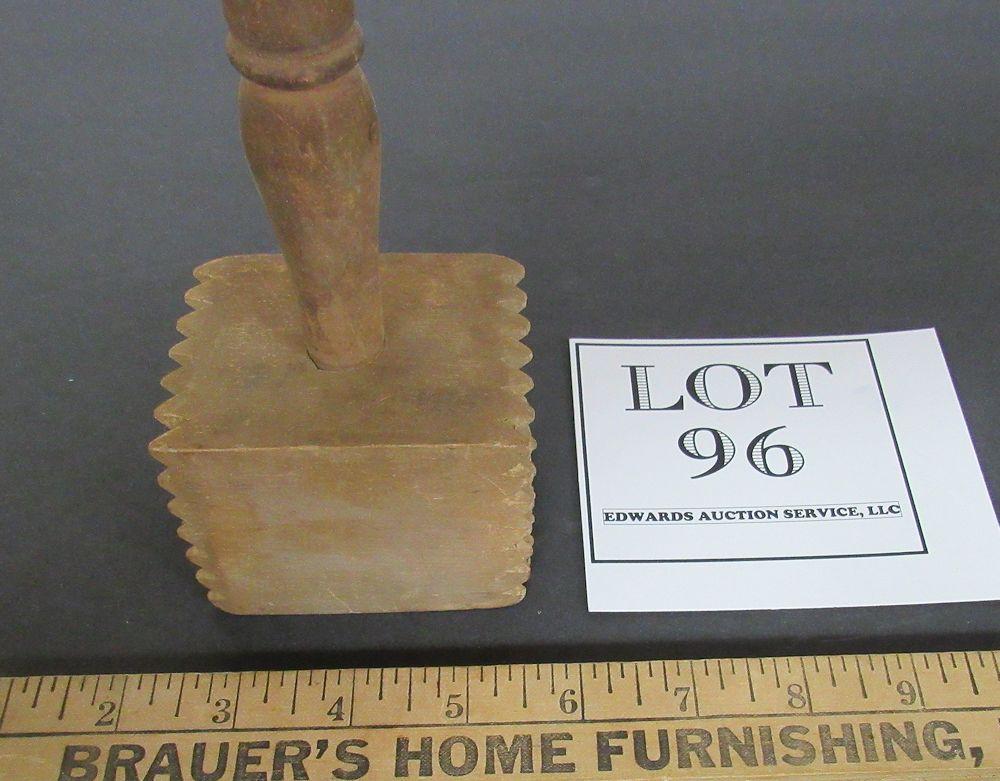 LOT
96
EDWARDS AUCTION SERVICE, LLC
2 3 4 5 6 7 8 9
BRAUER'S HOME FURNISHING,